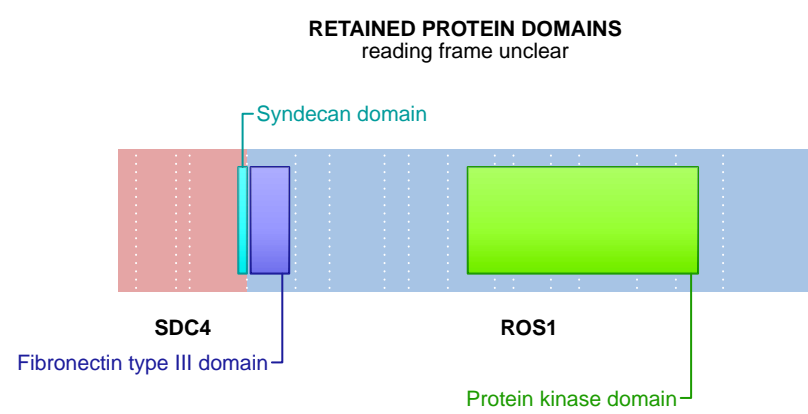 RETAINED PROTEIN DOMAINS
reading frame unclear
Syndecan domain
SDC4
ROS1
Fibronectin type III domain
Protein kinase domain